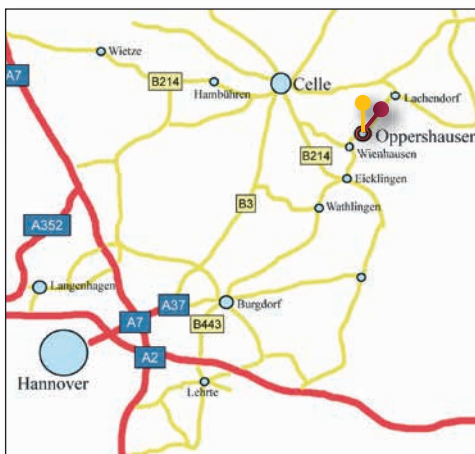 Wietze
A7
B214
Hambühren
Celle
Lachendorf
Oppershausen
B214
Wienhausen
Eicklingen
B3
Wathlingen
A352
Langenhagen
A37
Burgdorf
A7
B443
Hannover
A2
Lehrte